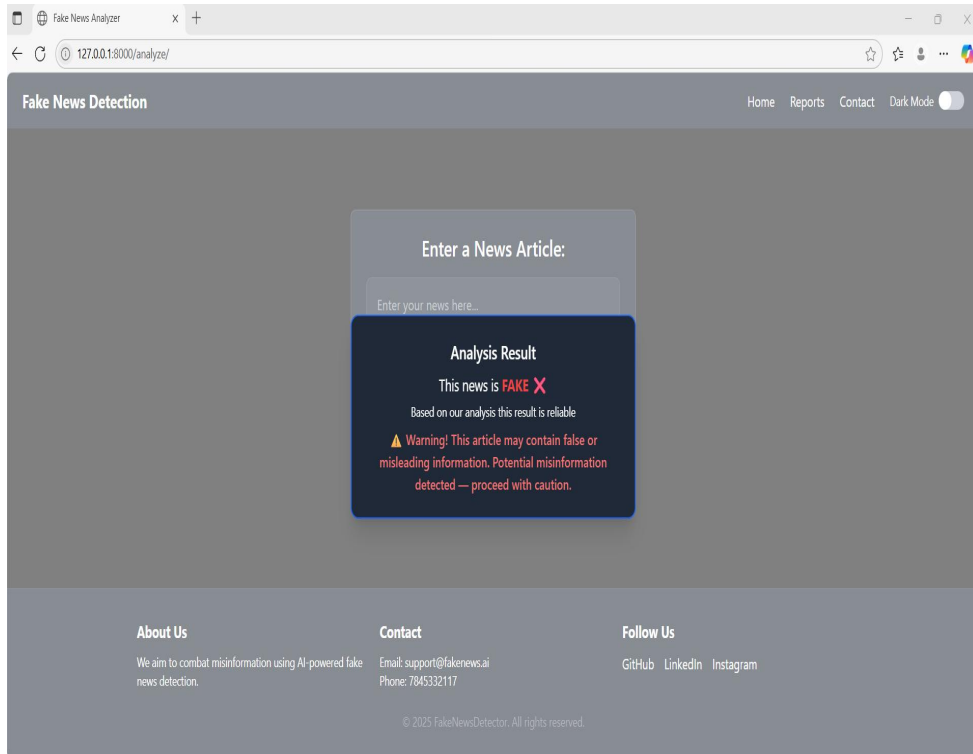 Fake News Analyzer
127.0.0.1:8000/analyze/
Fake News Detection
Home Reports Contact Dark Mode
Enter a News Article:
Enter your news here...
Analysis Result
This news is FAKE ❌
Based on our analysis this result is reliable
⚠ Warning! This article may contain false or
misleading information. Potential misinformation
detected — proceed with caution.
About Us
We aim to combat misinformation using AI-powered fake
news detection.
Contact
Email: support@fakenews.ai
Phone: 7845332117
Follow Us
GitHub LinkedIn Instagram
© 2025 FakeNewsDetector. All rights reserved.